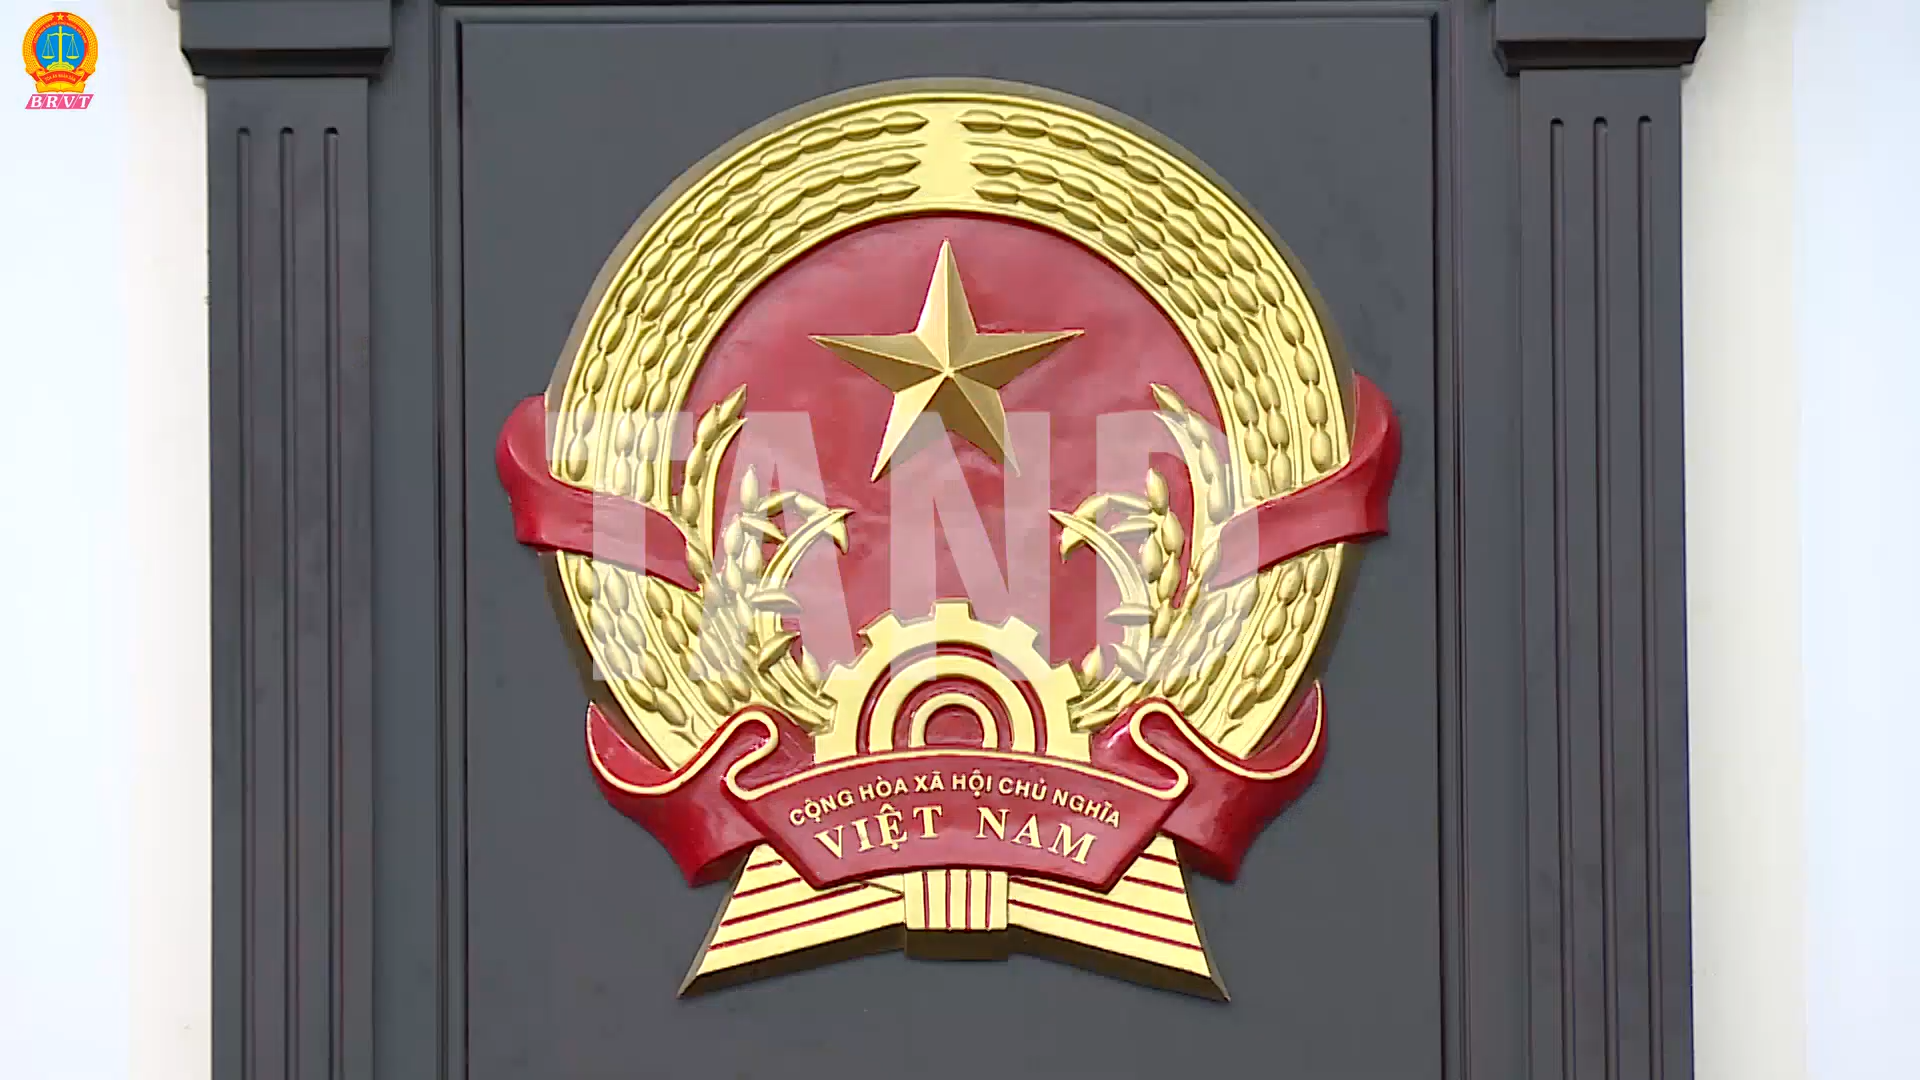 BRVT
TAND
CỘNG HÒA XÃ HỘI CHỦ NGHĨA
VIỆT NAM